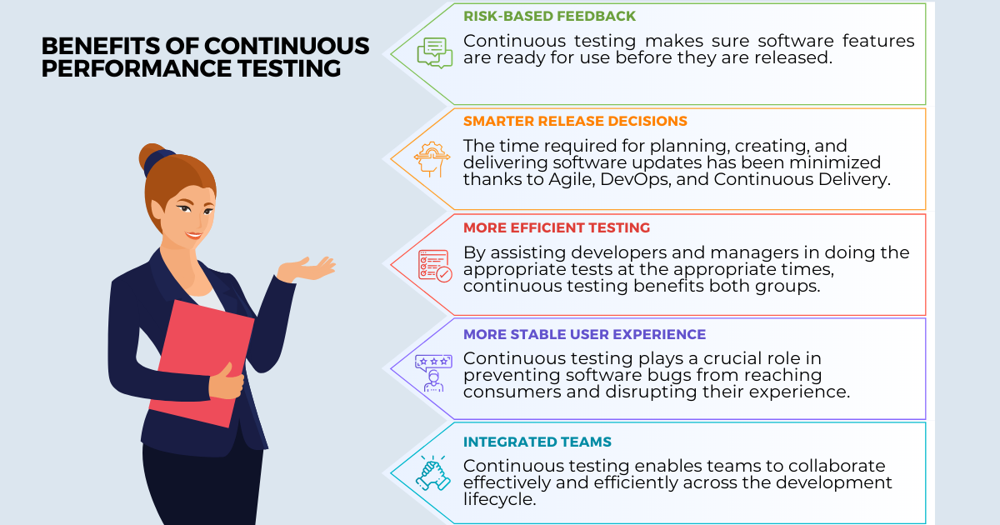 BENEFITS OF CONTINUOUS
PERFORMANCE TESTING
RISK-BASED FEEDBACK
Continuous testing makes sure software features
are ready for use before they are released.
SMARTER RELEASE DECISIONS
The time required for planning, creating, and
delivering software updates has been minimized
thanks to Agile, DevOps, and Continuous Delivery.
MORE EFFICIENT TESTING
By assisting developers and managers in doing the
appropriate tests at the appropriate times,
continuous testing benefits both groups.
MORE STABLE USER EXPERIENCE
Continuous testing plays a crucial role in
preventing software bugs from reaching
consumers and disrupting their experience.
INTEGRATED TEAMS
Continuous testing enables teams to collaborate
effectively and efficiently across the development
lifecycle.